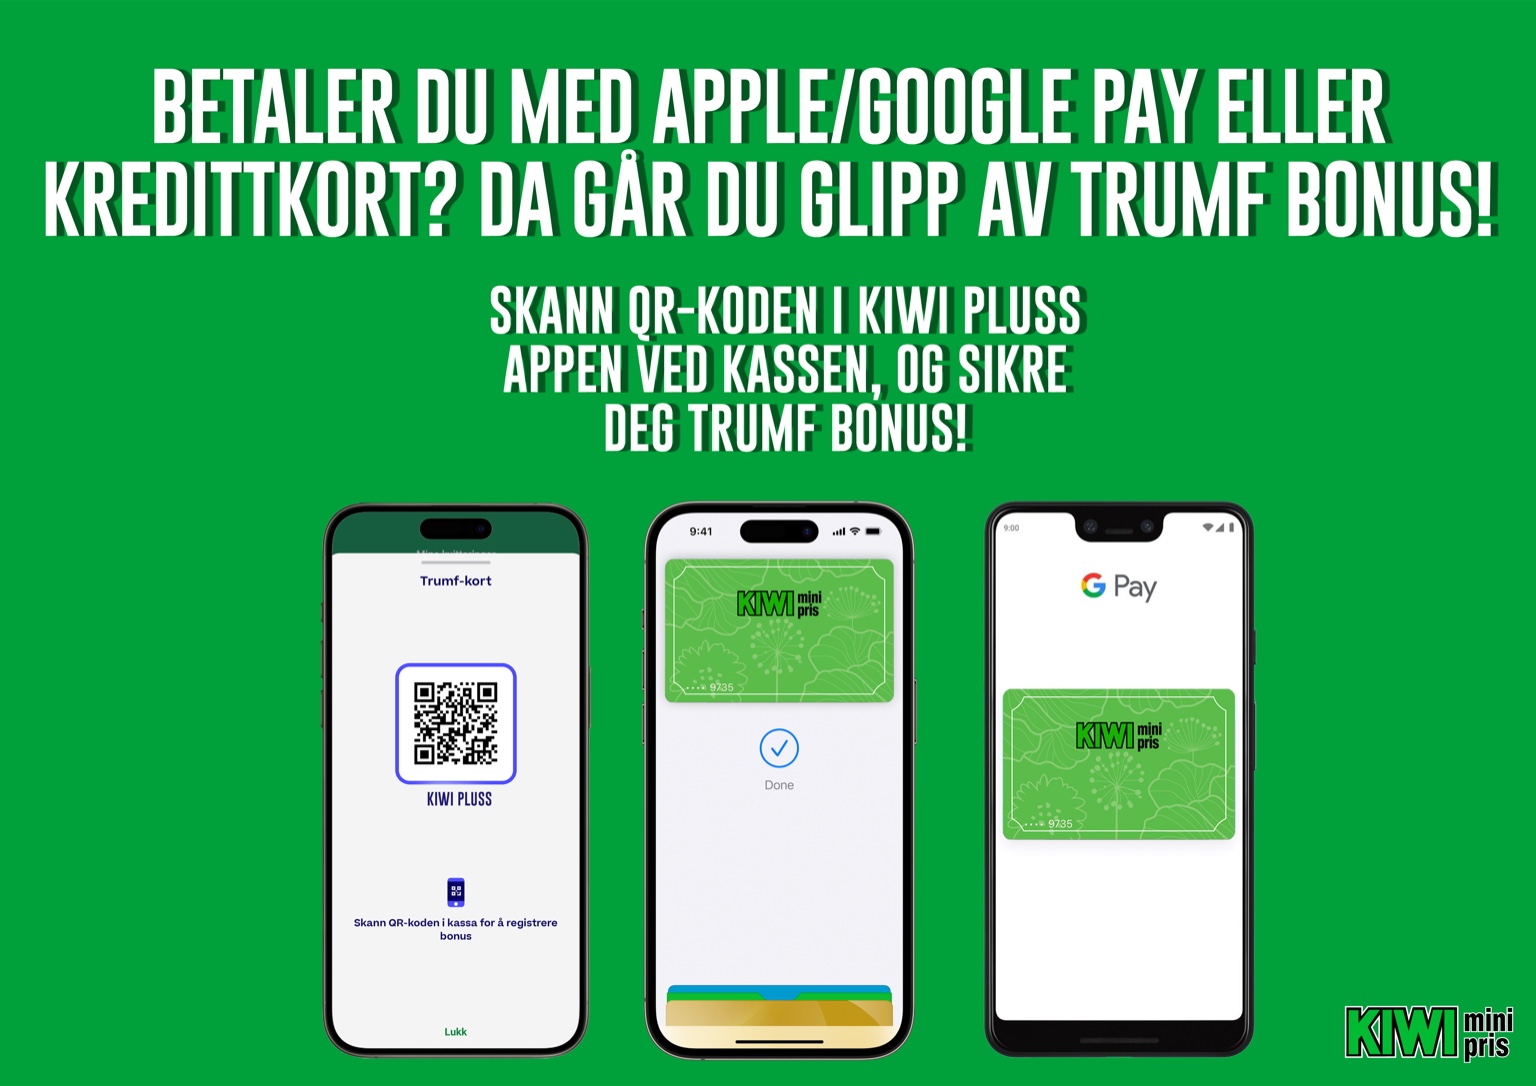 BETALER DU MED APPLE/GOOGLE PAY ELLER
KREDITTKORT? DA GÅR DU GLIPP AV TRUMF BONUS!
SKANN QR-KODEN I KIWI PLUSS
APPEN VED KASSEN, OG SIKRE
DEG TRUMF BONUS!
Trumf-kort
KIWI PLUSS
Skann QR-koden i kassa for å registrere
bonus
Lukk
9:41
KIWI mini
pris
•••• 9735
Done
9:00
G Pay
KIWI mini
pris
•••• 9735
KIWI mini
pris